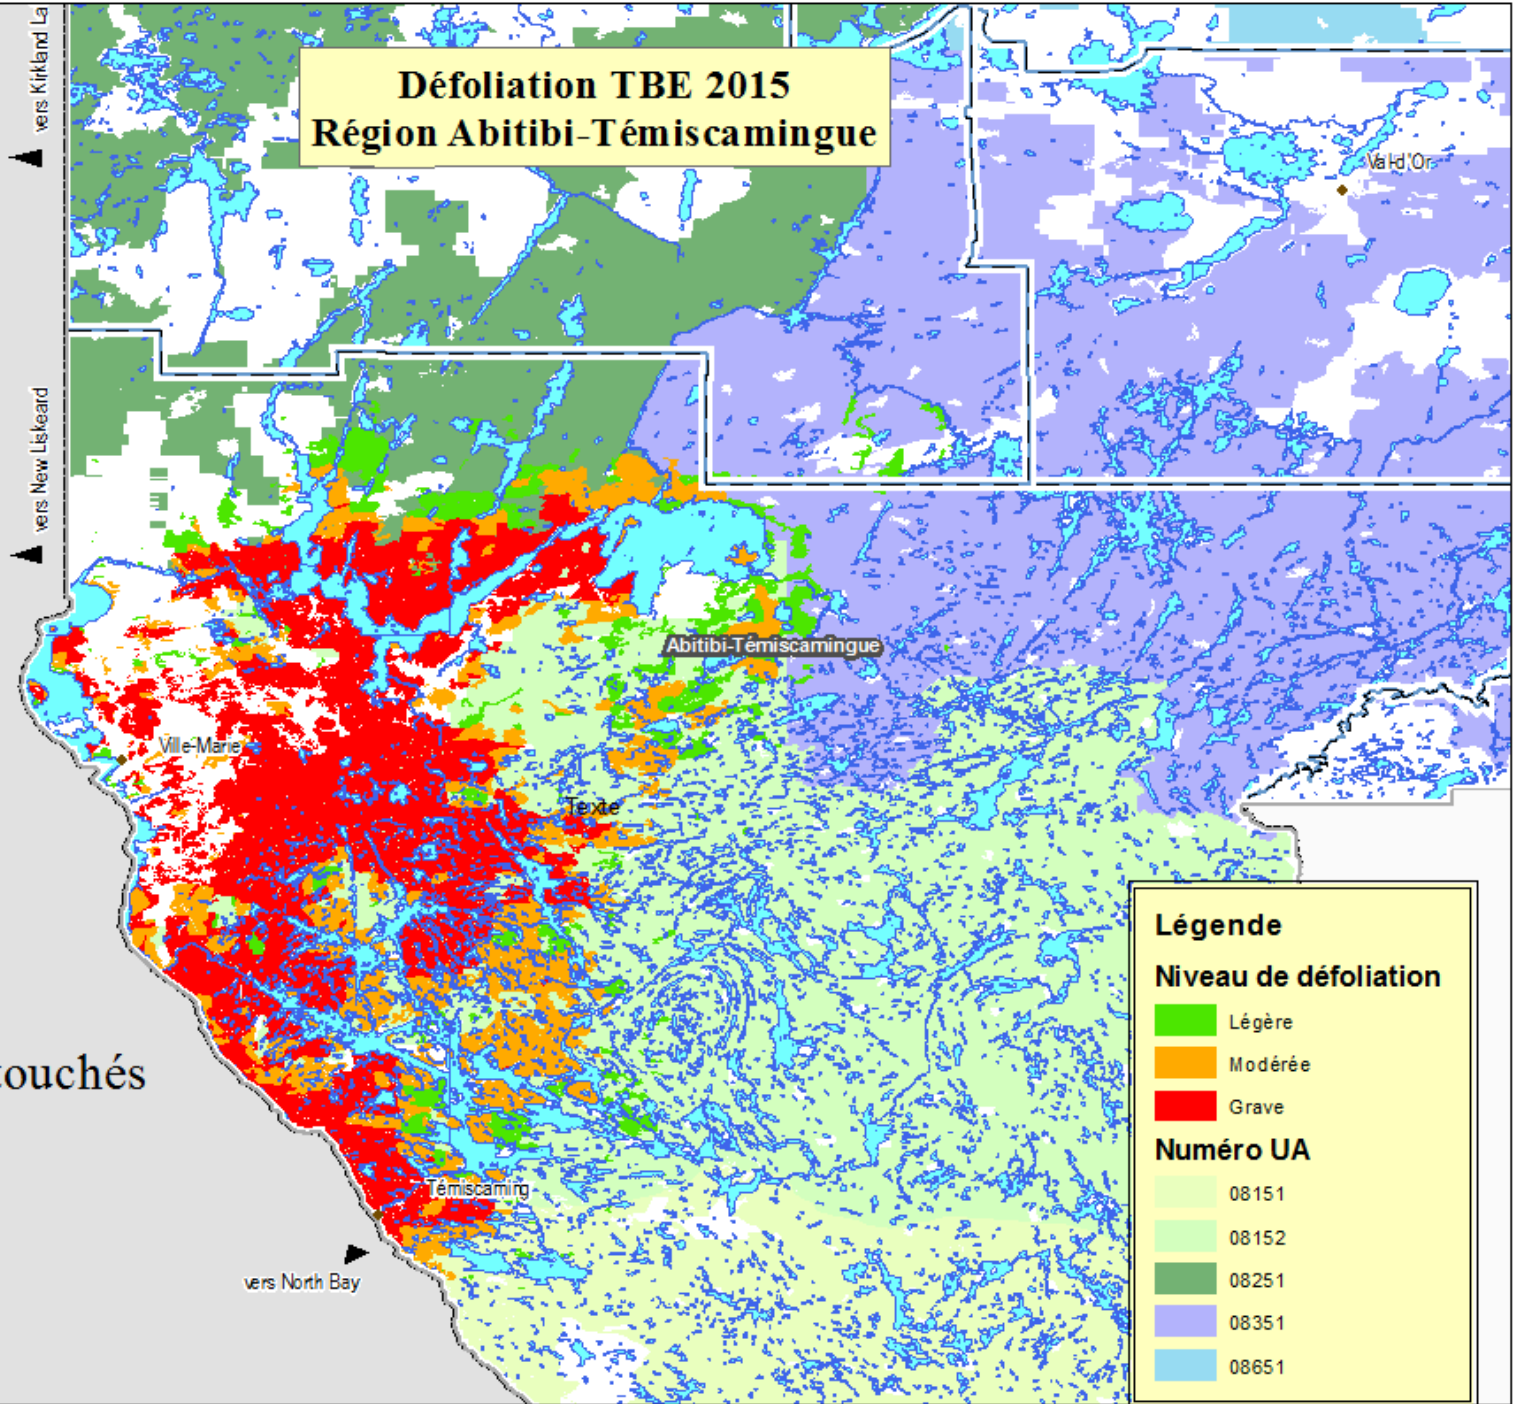 Défoliation TBE 2015
Région Abitibi-Témiscamingue
vers Kirkland La
Val-d'Or
vers New Liskeard
Abitibi-Témiscamingue
Ville-Marie
Texte
touchés
Témiscaming
vers North Bay
Légende
Niveau de défoliation
Légère
Modérée
Grave
Numéro UA
08151
08152
08251
08351
08651